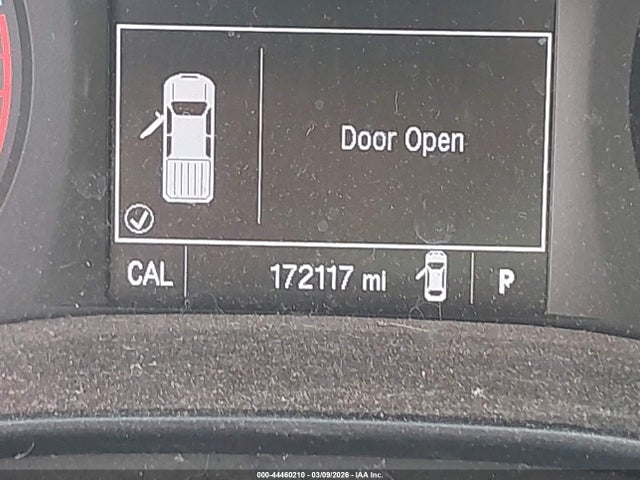 Door Open
CAL 172117 mi P
000-44460210 - 03/09/2026 - IAA Inc.